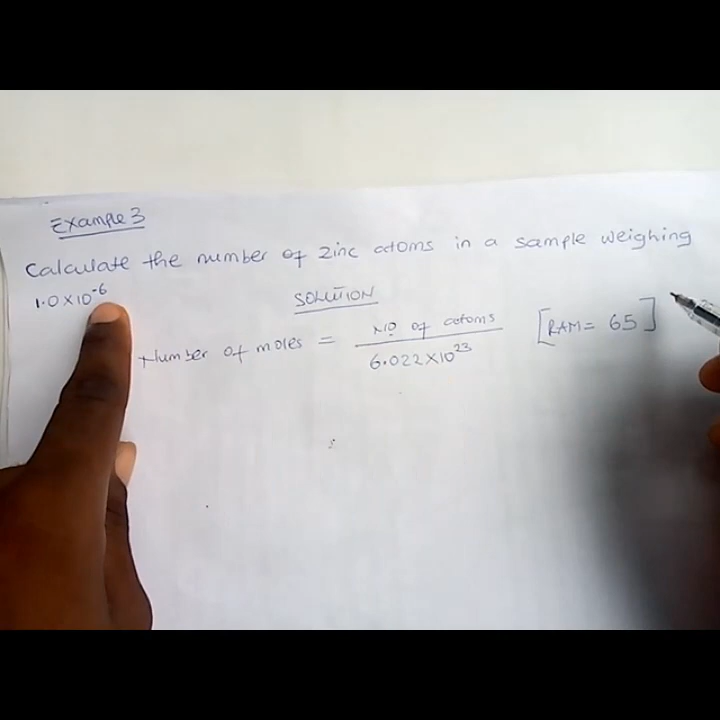 Example 3
Calculate the number of zinc atoms in a sample weighing
1.0×10⁻⁶
SOLUTION
Number of moles = No of atoms
6.022×10²³
[RAM = 65]